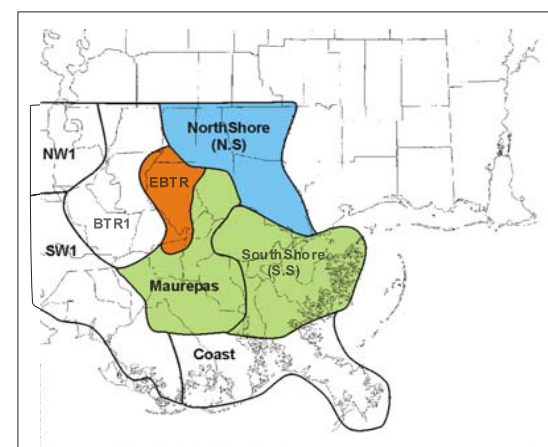 NorthShore
(N.S)
NW1
EBTR
BTR1
SW1
SouthShore
(S.S)
Maurepas
Coast